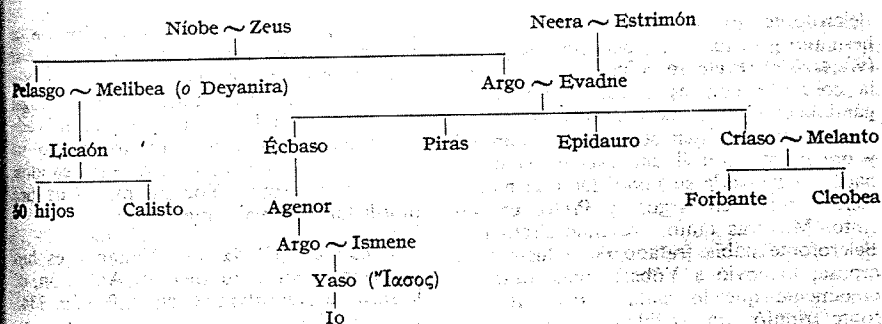 Níobe ~ Zeus Neera ~ Estrimón
Pelasgo ~ Melibea (o Deyanira) Argo ~ Evadne
Licaón Écbaso Piras Epidauro Críaso ~ Melanto
50 hijos Calisto Agenor Forbante Cleobea
Argo ~ Ismene
Yaso (Ἴασος)
Io